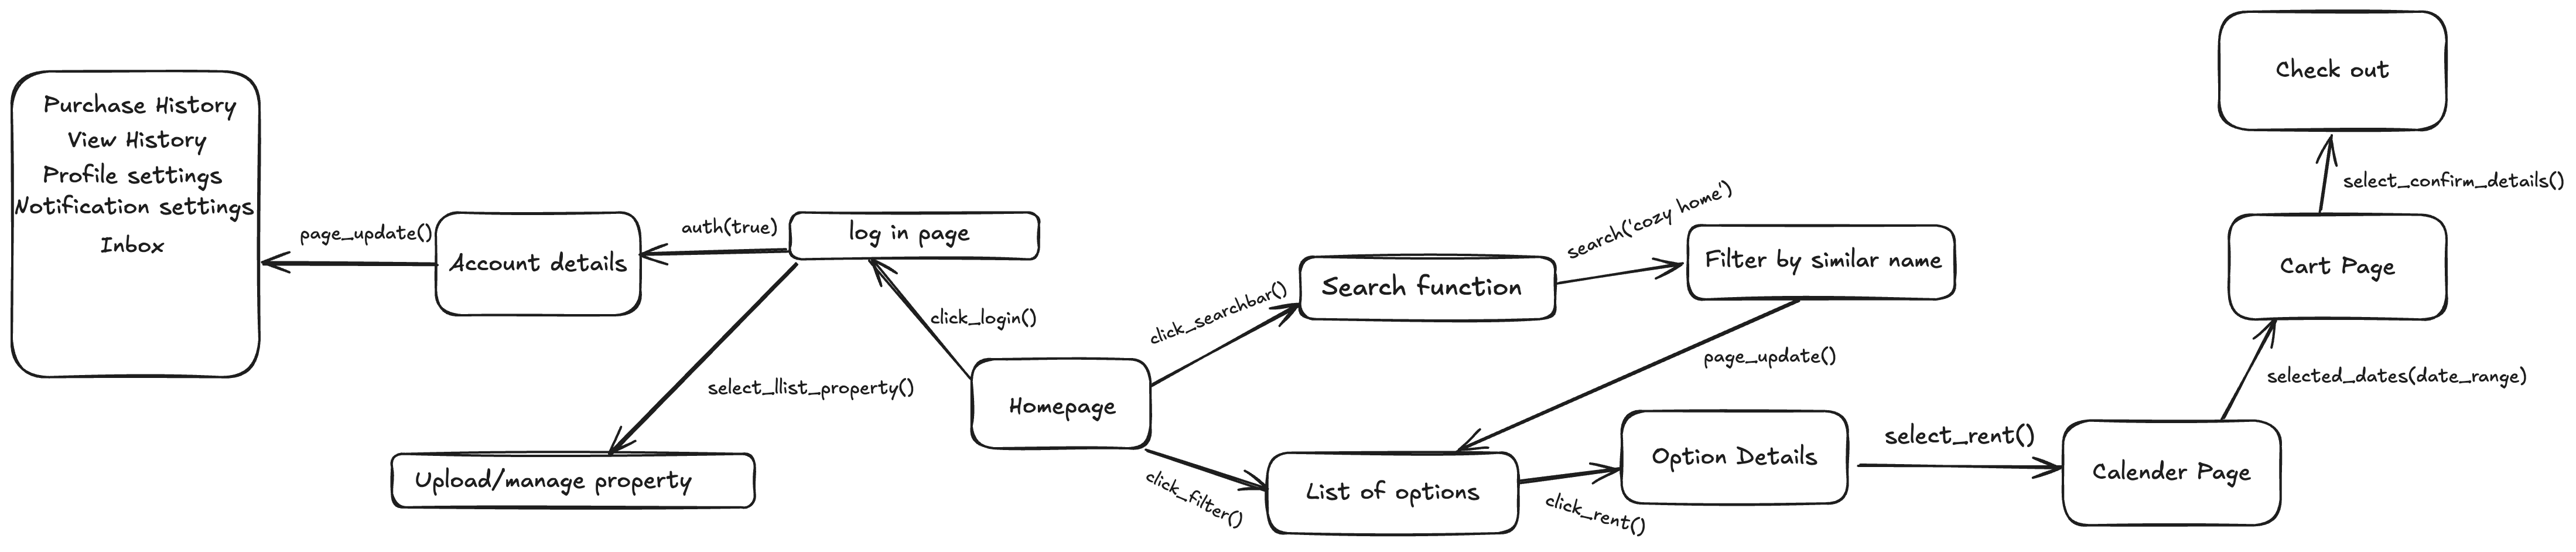 Purchase History
View History
Profile settings
Notification settings
Inbox
page_update()
Account details
auth(true)
log in page
select_llist_property()
Upload/manage property
click_login()
Homepage
click_searchbar()
Search function
search('cozy home')
Filter by similar name
page_update()
click_filter()
List of options
click_rent()
Option Details
select_rent()
Calender Page
selected_dates(date_range)
Cart Page
select_confirm_details()
Check out